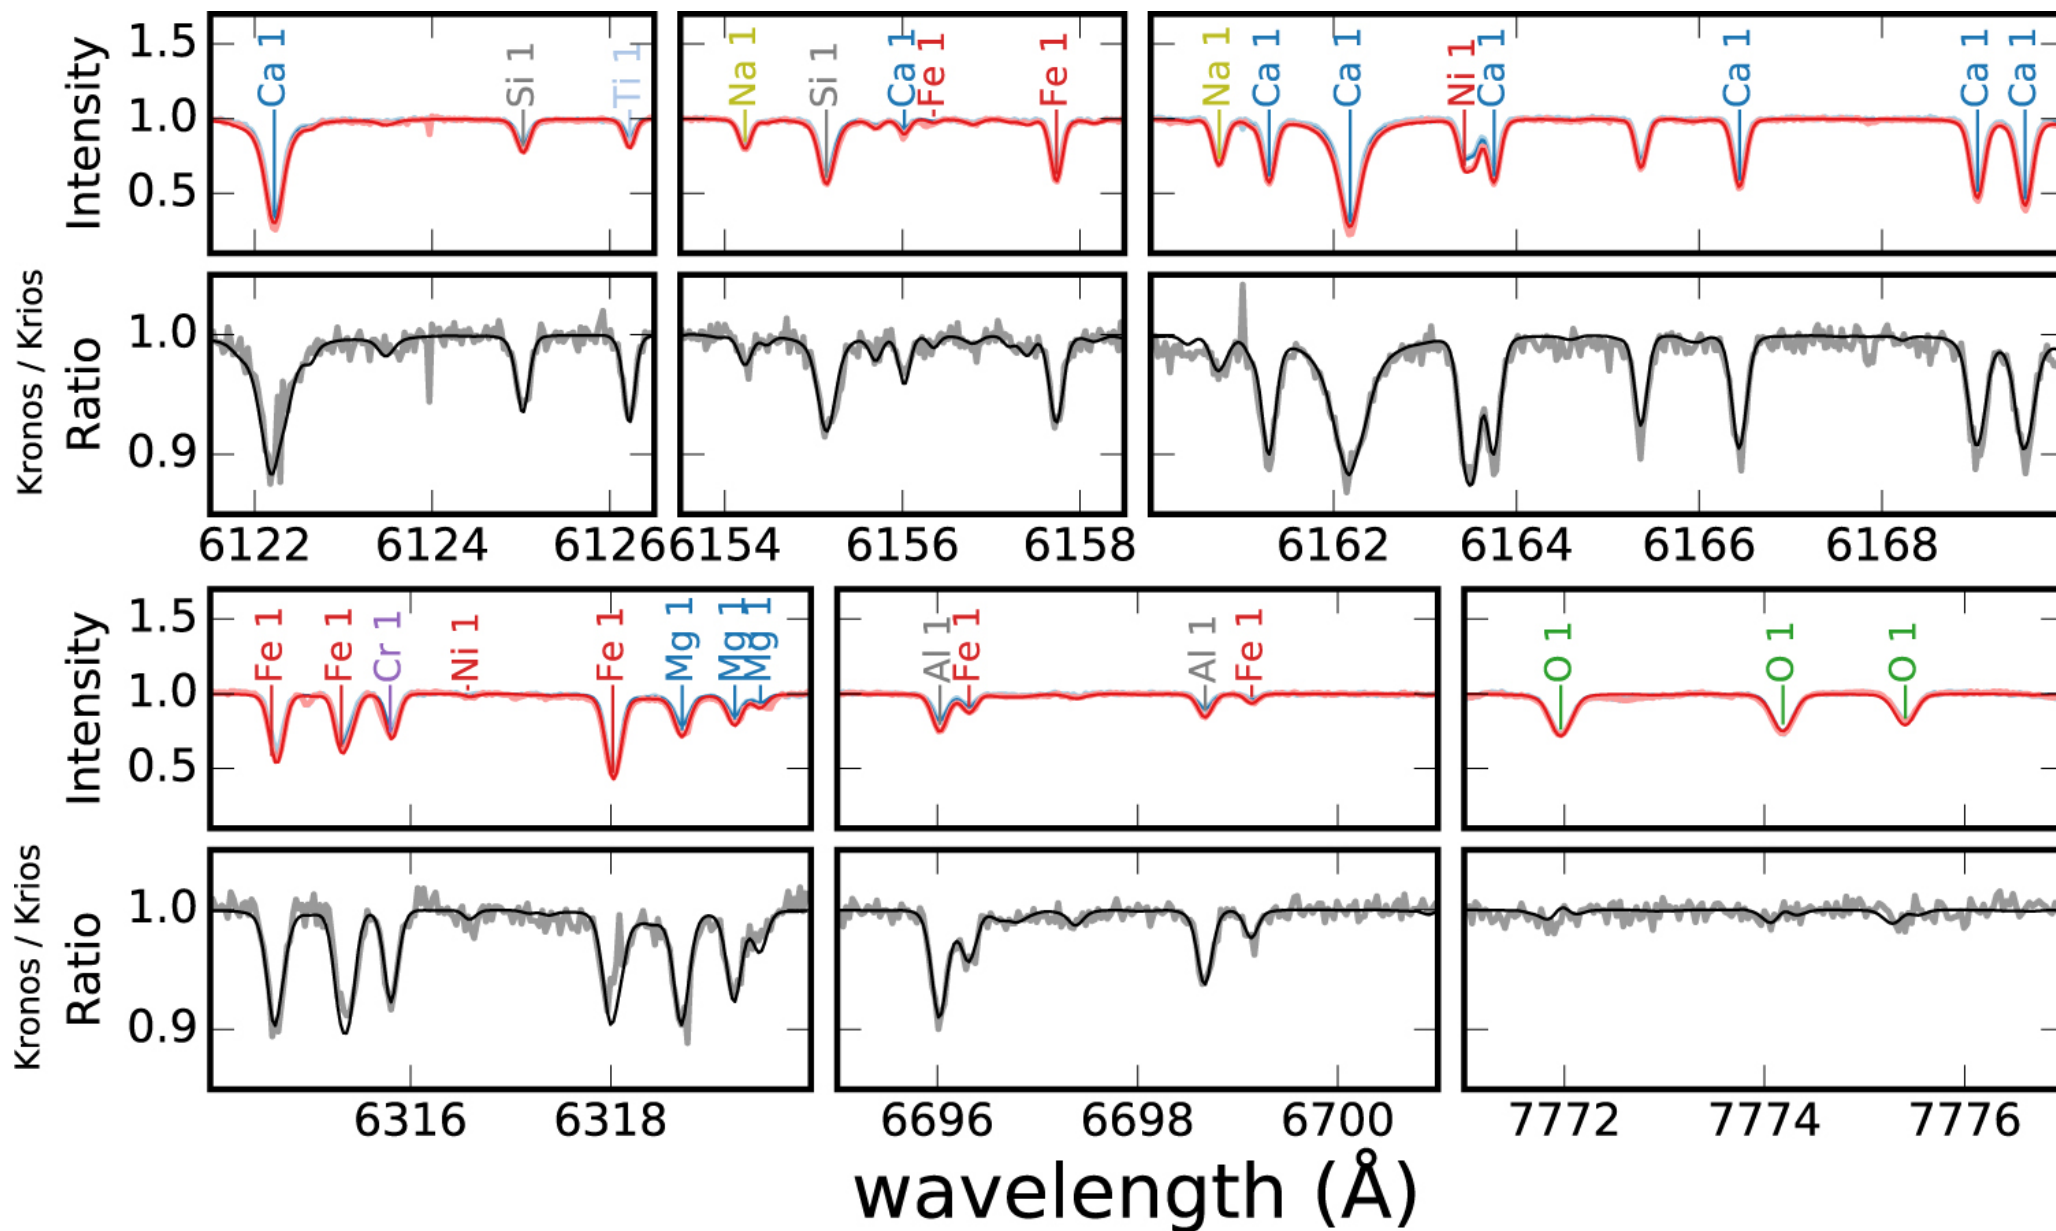 Intensity
1.5
1.0
0.5
Ca 1
Si 1
Ti 1
Na 1
Si 1
Ca 1
Fe 1
Fe 1
Na 1
Ca 1
Ca 1
Ni 1
Ca 1
Ca 1
Ca 1
Ca 1
Kronos / Krios
Ratio
1.0
0.9
6122
6124
6126
6154
6156
6158
6162
6164
6166
6168
Intensity
1.5
1.0
0.5
Fe 1
Fe 1
Cr 1
Ni 1
Fe 1
Mg 1
Mg 1
Mg 1
Al 1
Fe 1
Al 1
Fe 1
O 1
O 1
O 1
Kronos / Krios
Ratio
1.0
0.9
6316
6318
6696
6698
6700
7772
7774
7776
wavelength (Å)